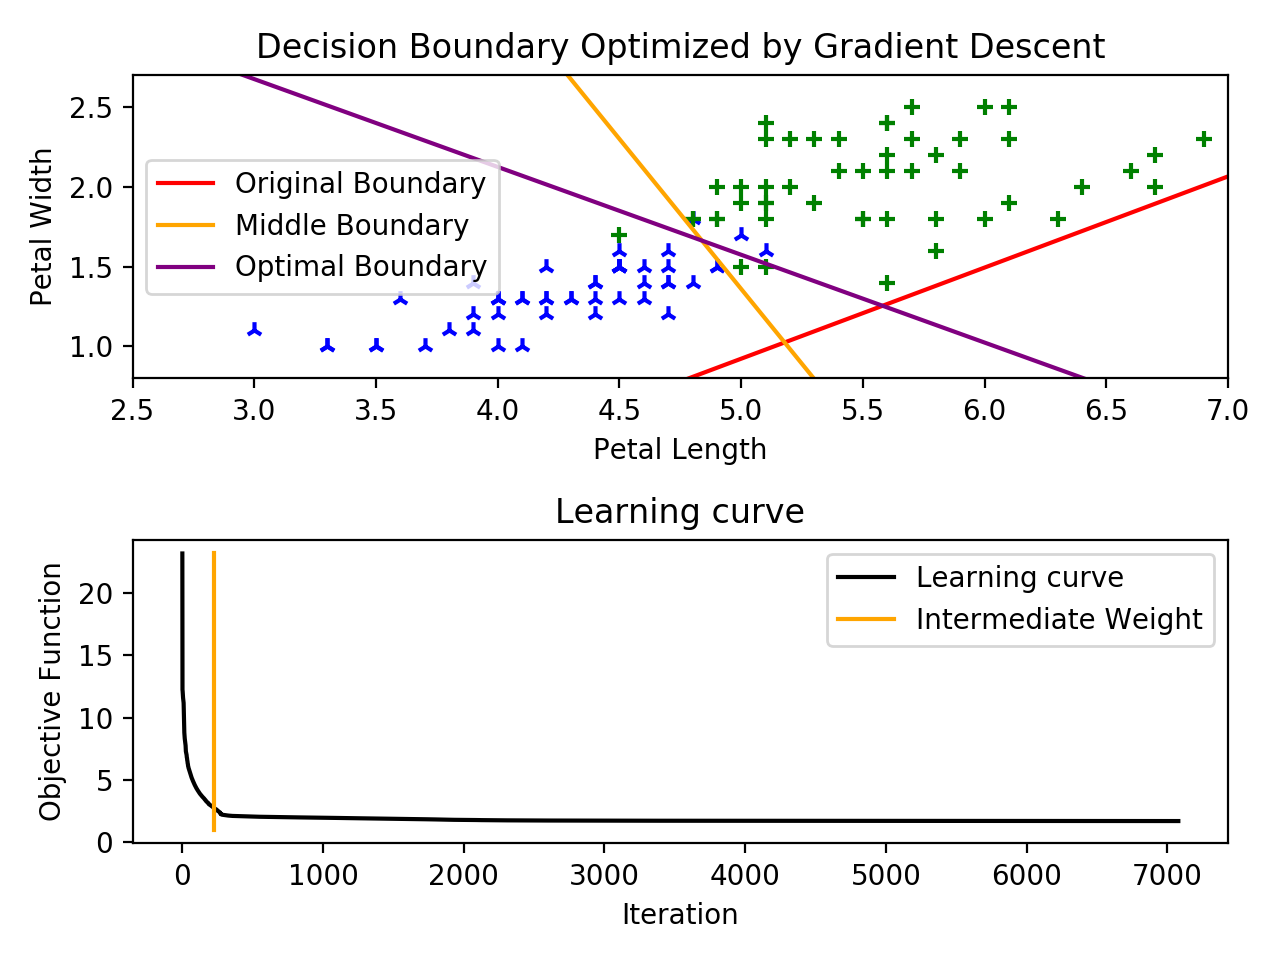 Decision Boundary Optimized by Gradient Descent
Petal Width
2.5
2.0
1.5
1.0
Original Boundary
Middle Boundary
Optimal Boundary
2.5 3.0 3.5 4.0 4.5 5.0 5.5 6.0 6.5 7.0
Petal Length
Learning curve
Objective Function
20
15
10
5
0
Learning curve
Intermediate Weight
0 1000 2000 3000 4000 5000 6000 7000
Iteration